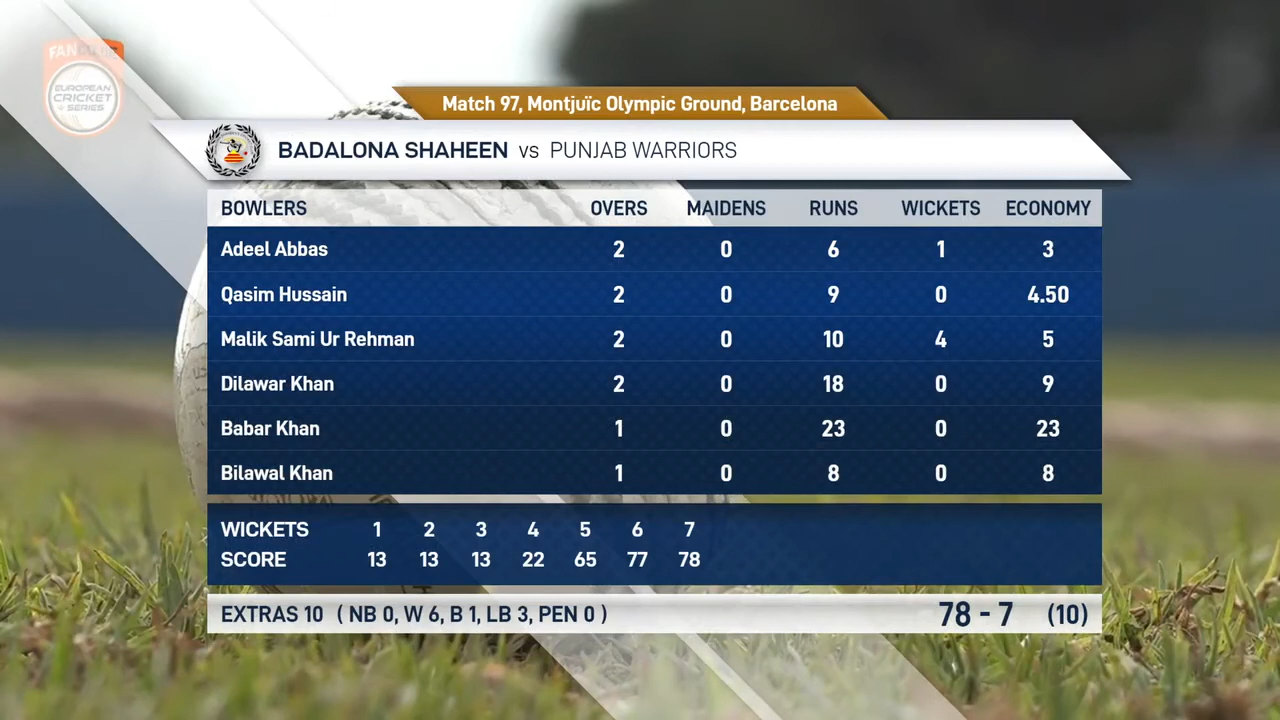 FANCODE
EUROPEAN
CRICKET
SERIES
Match 97, Montjuïc Olympic Ground, Barcelona
BADALONA SHAHEEN vs PUNJAB WARRIORS
BOWLERS OVERS MAIDENS RUNS WICKETS ECONOMY
Adeel Abbas 2 0 6 1 3
Qasim Hussain 2 0 9 0 4.50
Malik Sami Ur Rehman 2 0 10 4 5
Dilawar Khan 2 0 18 0 9
Babar Khan 1 0 23 0 23
Bilawal Khan 1 0 8 0 8
WICKETS 1 2 3 4 5 6 7
SCORE 13 13 13 22 65 77 78
EXTRAS 10 ( NB 0, W 6, B 1, LB 3, PEN 0 ) 78 - 7 (10)